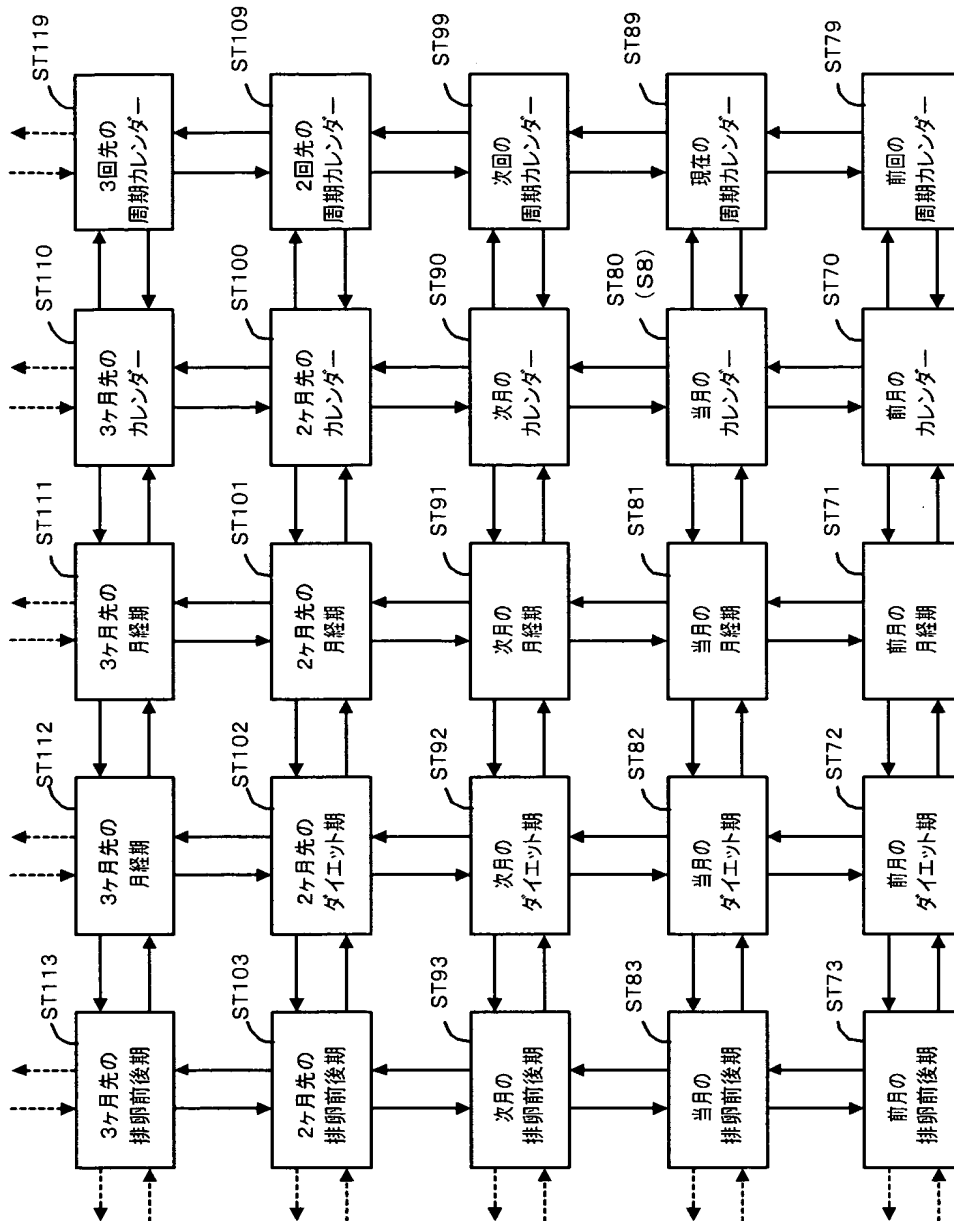 ST113
3ヶ月先の
排卵前後期
ST112
3ヶ月先の
月経期
ST111
3ヶ月先の
月経期
ST110
3ヶ月先の
カレンダー
ST119
3回先の
周期カレンダー
ST103
2ヶ月先の
排卵前後期
ST102
2ヶ月先の
ダイエット期
ST101
2ヶ月先の
月経期
ST100
2ヶ月先の
カレンダー
ST109
2回先の
周期カレンダー
ST93
次月の
排卵前後期
ST92
次月の
ダイエット期
ST91
次月の
月経期
ST90
次月の
カレンダー
ST99
次回の
周期カレンダー
ST83
当月の
排卵前後期
ST82
当月の
ダイエット期
ST81
当月の
月経期
ST80
(S8)
当月の
カレンダー
ST89
現在の
周期カレンダー
ST73
前月の
排卵前後期
ST72
前月の
ダイエット期
ST71
前月の
月経期
ST70
前月の
カレンダー
ST79
前回の
周期カレンダー